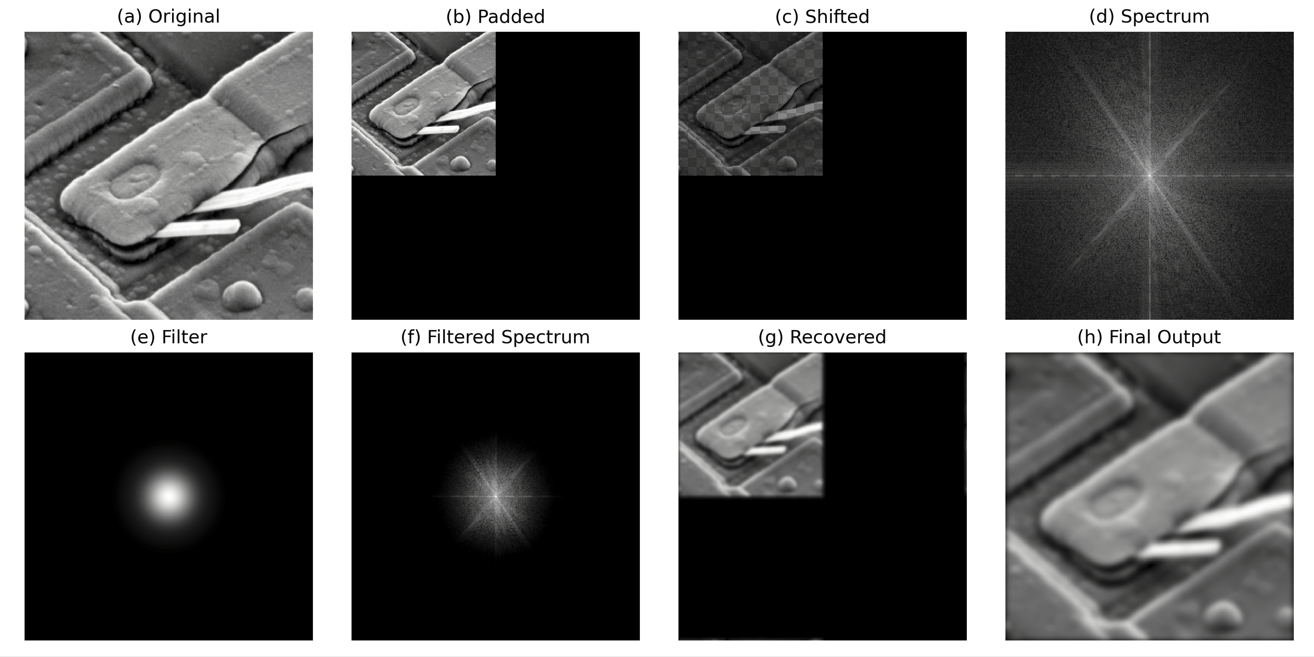 (a) Original
(b) Padded
(c) Shifted
(d) Spectrum
(e) Filter
(f) Filtered Spectrum
(g) Recovered
(h) Final Output